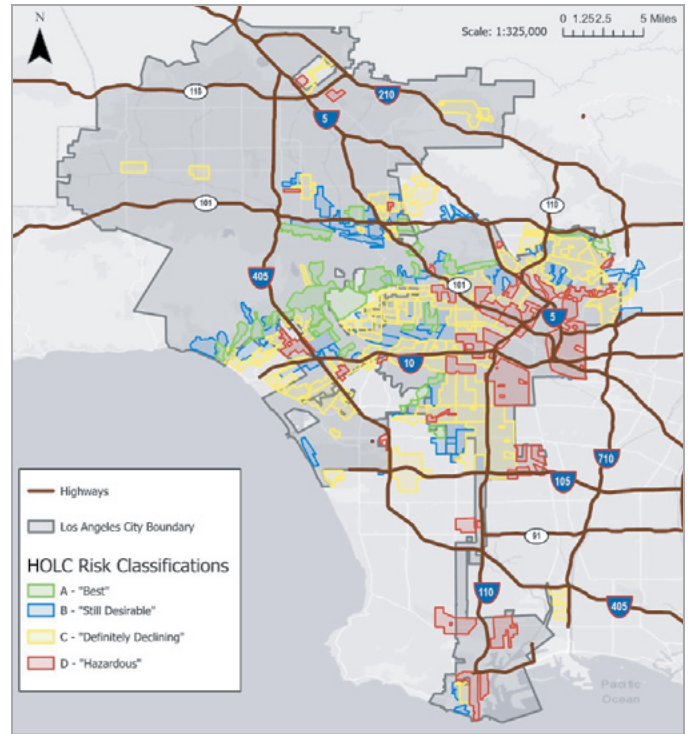 N
Scale: 1:325,000
0 1.252.5 5 Miles
118
210
5
101
110
405
101
5
10
710
105
91
110
405
Highways
Los Angeles City Boundary
HOLC Risk Classifications
A - "Best"
B - "Still Desirable"
C - "Definitely Declining"
D - "Hazardous"
Pacific
Ocean